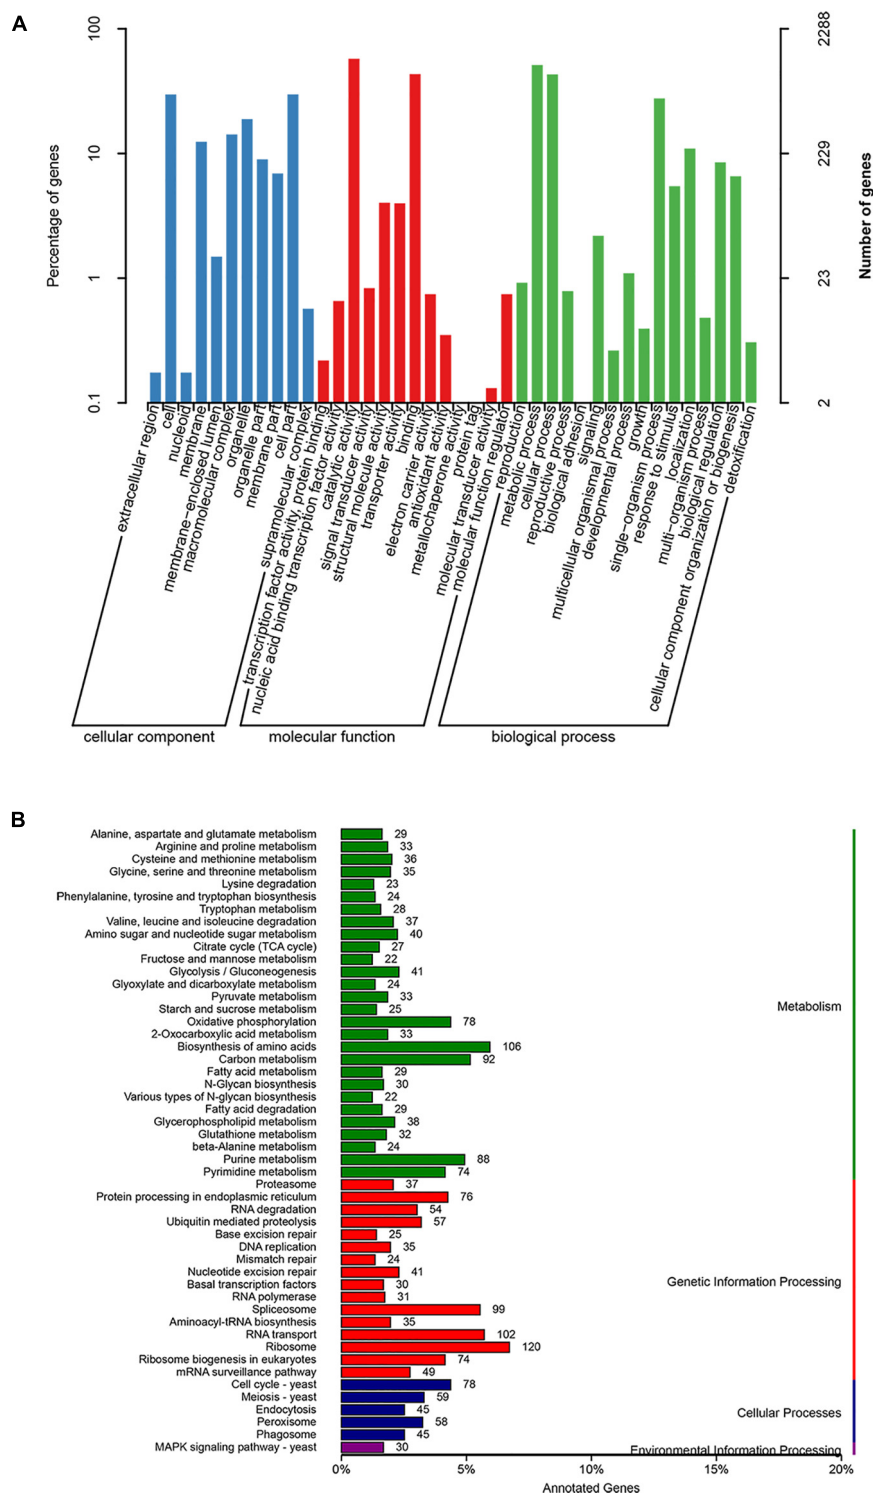 A
Percentage of genes
100
10
1
0.1
Number of genes
2288
229
23
2
extracellular region
cell
nucleoid
membrane
membrane−enclosed lumen
macromolecular complex
organelle
organelle part
membrane part
cell part
supramolecular complex
transcription factor activity, protein binding
nucleic acid binding transcription factor activity
catalytic activity
signal transducer activity
structural molecule activity
transporter activity
binding
electron carrier activity
antioxidant activity
metallochaperone activity
protein tag
molecular transducer activity
molecular function regulator
reproduction
metabolic process
cellular process
reproductive process
biological adhesion
signaling
multicellular organismal process
developmental process
growth
single−organism process
response to stimulus
localization
multi−organism process
biological regulation
cellular component organization or biogenesis
detoxification
cellular component
molecular function
biological process
B
Alanine, aspartate and glutamate metabolism 29
Arginine and proline metabolism 33
Cysteine and methionine metabolism 36
Glycine, serine and threonine metabolism 35
Lysine degradation 23
Phenylalanine, tyrosine and tryptophan biosynthesis 24
Tryptophan metabolism 28
Valine, leucine and isoleucine degradation 37
Amino sugar and nucleotide sugar metabolism 40
Citrate cycle (TCA cycle) 27
Fructose and mannose metabolism 22
Glycolysis / Gluconeogenesis 41
Glyoxylate and dicarboxylate metabolism 24
Pyruvate metabolism 33
Starch and sucrose metabolism 25
Oxidative phosphorylation 78
2-Oxocarboxylic acid metabolism 33
Biosynthesis of amino acids 106
Carbon metabolism 92
Fatty acid metabolism 29
N-Glycan biosynthesis 30
Various types of N-glycan biosynthesis 22
Fatty acid degradation 29
Glycerophospholipid metabolism 38
Glutathione metabolism 32
beta-Alanine metabolism 24
Purine metabolism 88
Pyrimidine metabolism 74
Proteasome 37
Protein processing in endoplasmic reticulum 76
RNA degradation 54
Ubiquitin mediated proteolysis 57
Base excision repair 25
DNA replication 35
Mismatch repair 24
Nucleotide excision repair 41
Basal transcription factors 30
RNA polymerase 31
Spliceosome 99
Aminoacyl-tRNA biosynthesis 35
RNA transport 102
Ribosome 120
Ribosome biogenesis in eukaryotes 74
mRNA surveillance pathway 49
Cell cycle - yeast 78
Meiosis - yeast 59
Endocytosis 45
Peroxisome 58
Phagosome 45
MAPK signaling pathway - yeast 30
Metabolism
Genetic Information Processing
Cellular Processes
Environmental Information Processing
0% 5% 10% 15% 20%
Annotated Genes